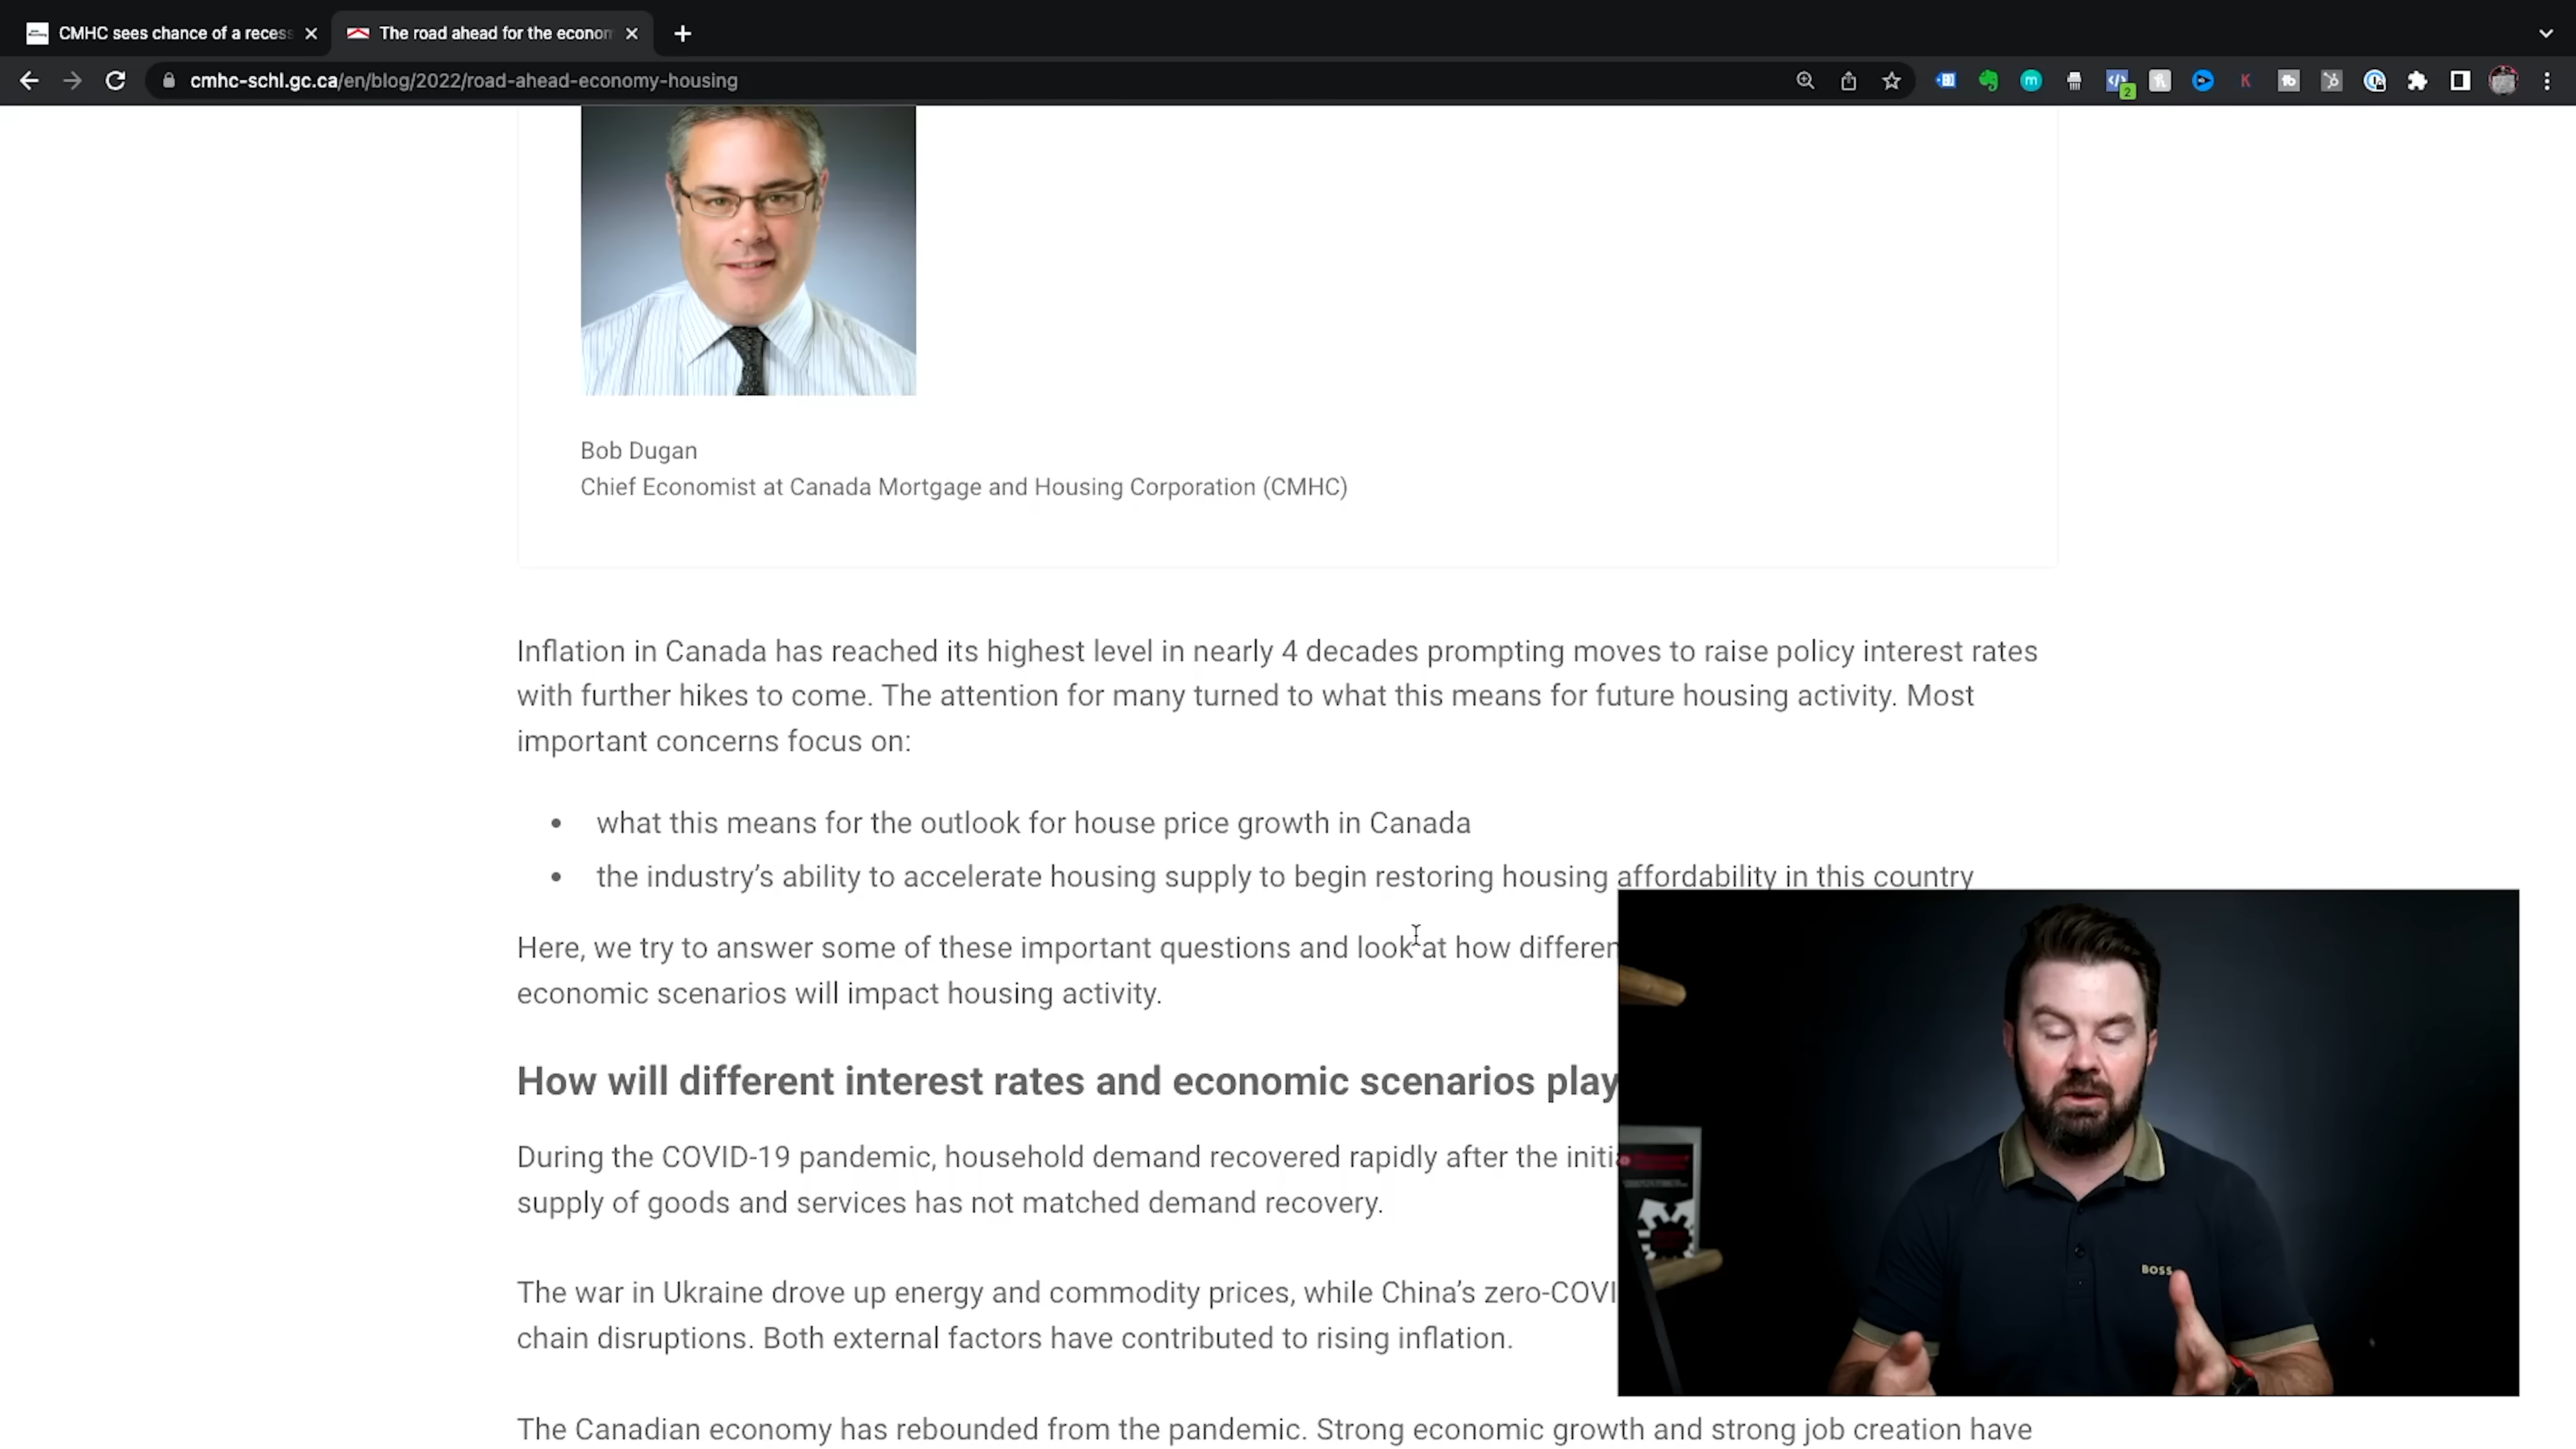 CMHC sees chance of a recess
The road ahead for the econon
cmhc-schl.gc.ca/en/blog/2022/road-ahead-economy-housing
2
Bob Dugan
Chief Economist at Canada Mortgage and Housing Corporation (CMHC)
Inflation in Canada has reached its highest level in nearly 4 decades prompting moves to raise policy interest rates
with further hikes to come. The attention for many turned to what this means for future housing activity. Most
important concerns focus on:
• what this means for the outlook for house price growth in Canada
• the industry’s ability to accelerate housing supply to begin restoring housing affordability in this country
Here, we try to answer some of these important questions and look at how differen
economic scenarios will impact housing activity.
How will different interest rates and economic scenarios play
During the COVID-19 pandemic, household demand recovered rapidly after the initia
supply of goods and services has not matched demand recovery.
The war in Ukraine drove up energy and commodity prices, while China’s zero-COVI
chain disruptions. Both external factors have contributed to rising inflation.
BOSS
The Canadian economy has rebounded from the pandemic. Strong economic growth and strong job creation have